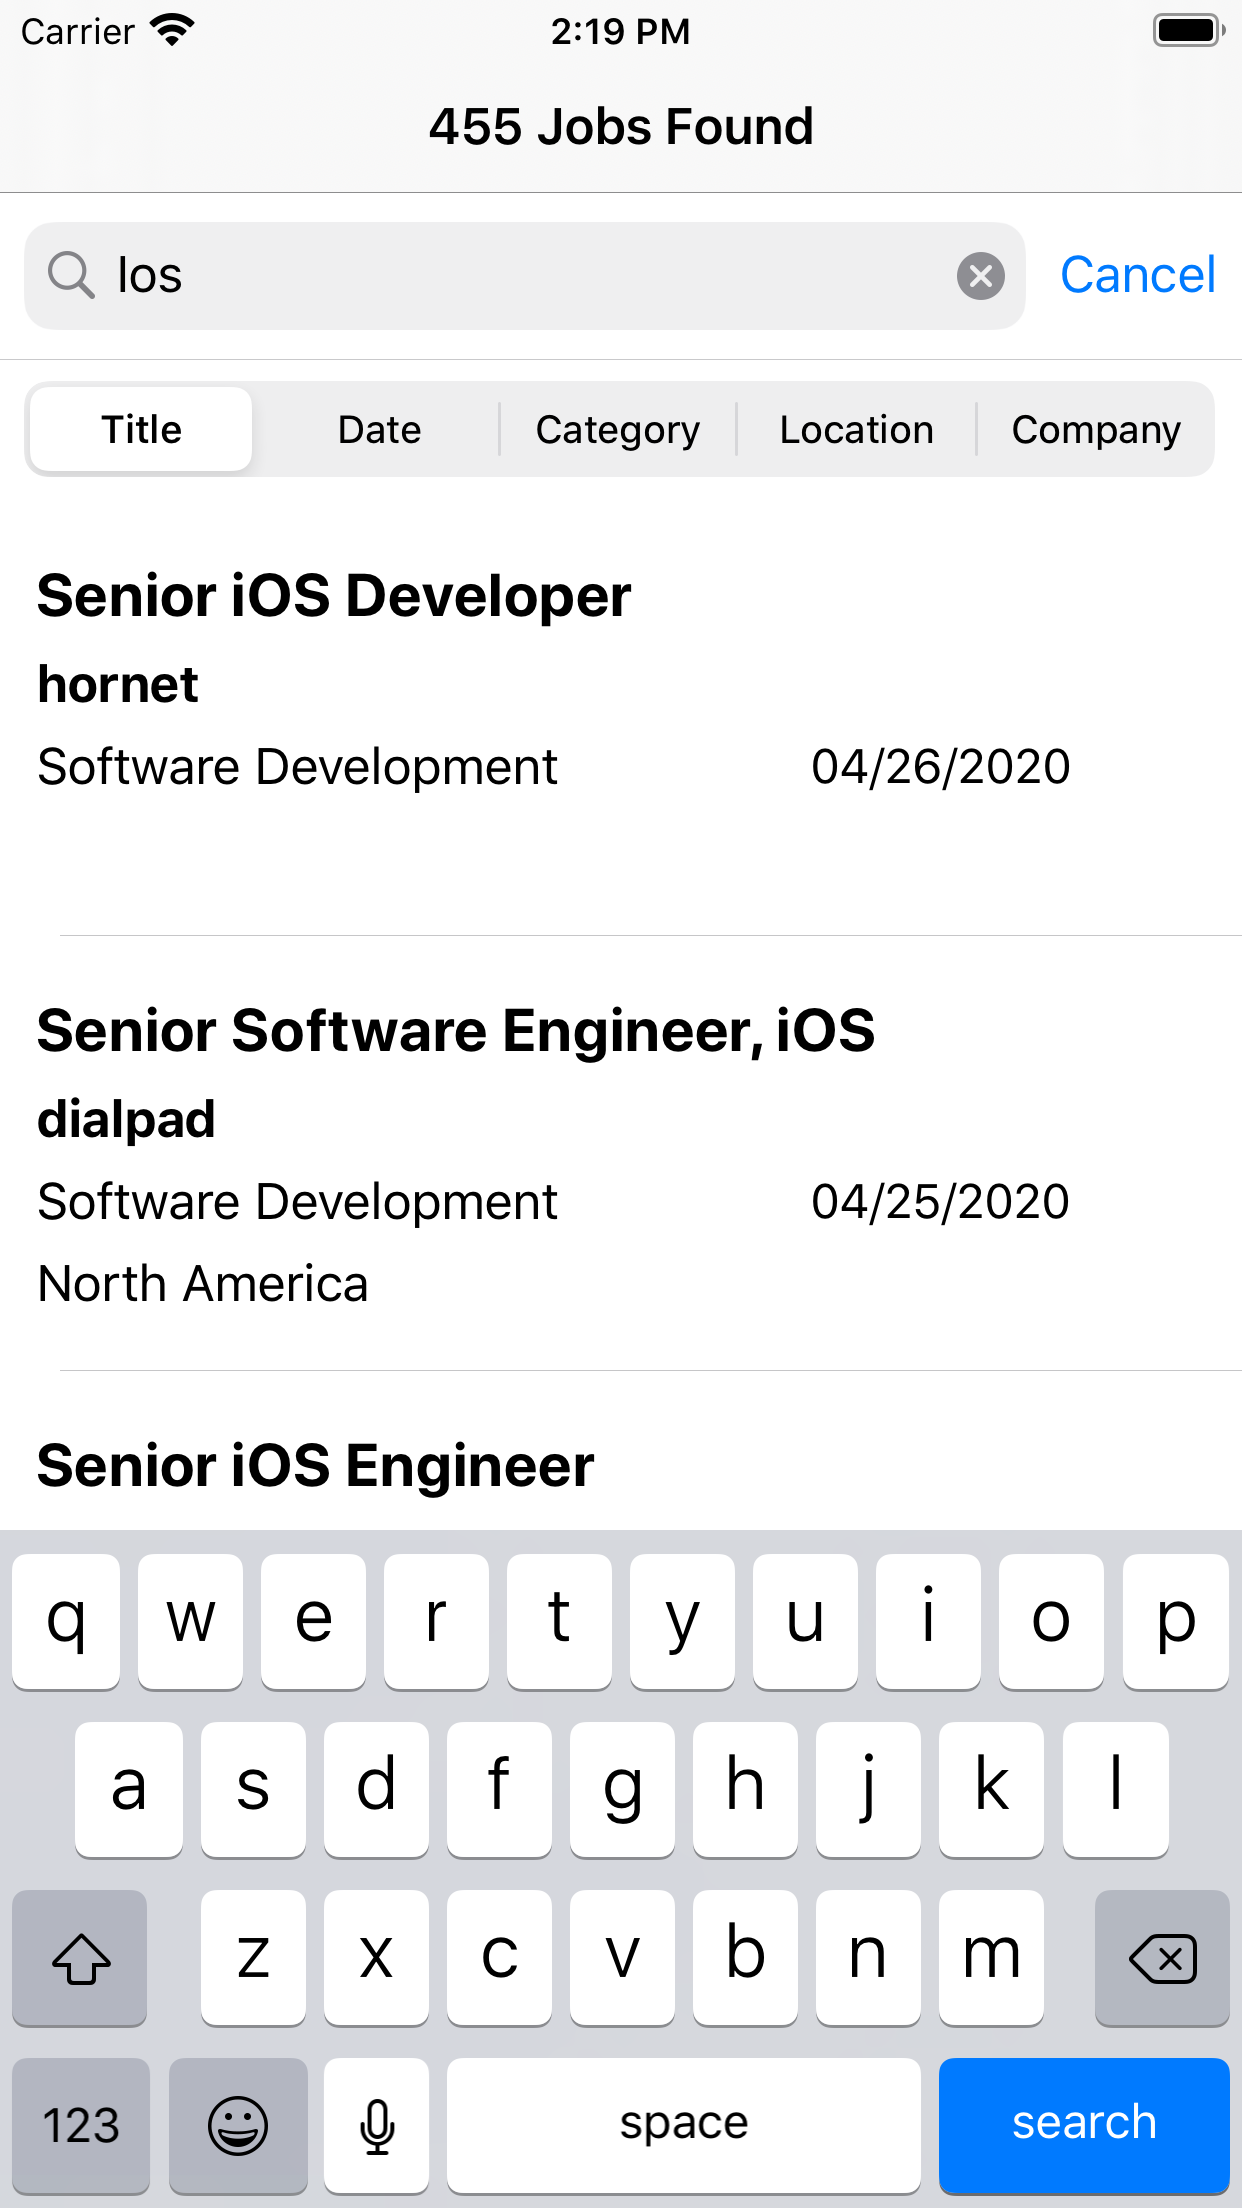 Carrier 2:19 PM
455 Jobs Found
Ios Cancel
Title Date Category Location Company
Senior iOS Developer
hornet
Software Development 04/26/2020
Senior Software Engineer, iOS
dialpad
Software Development 04/25/2020
North America
Senior iOS Engineer
q w e r t y u i o p
a s d f g h j k l
z x c v b n m
123 space search